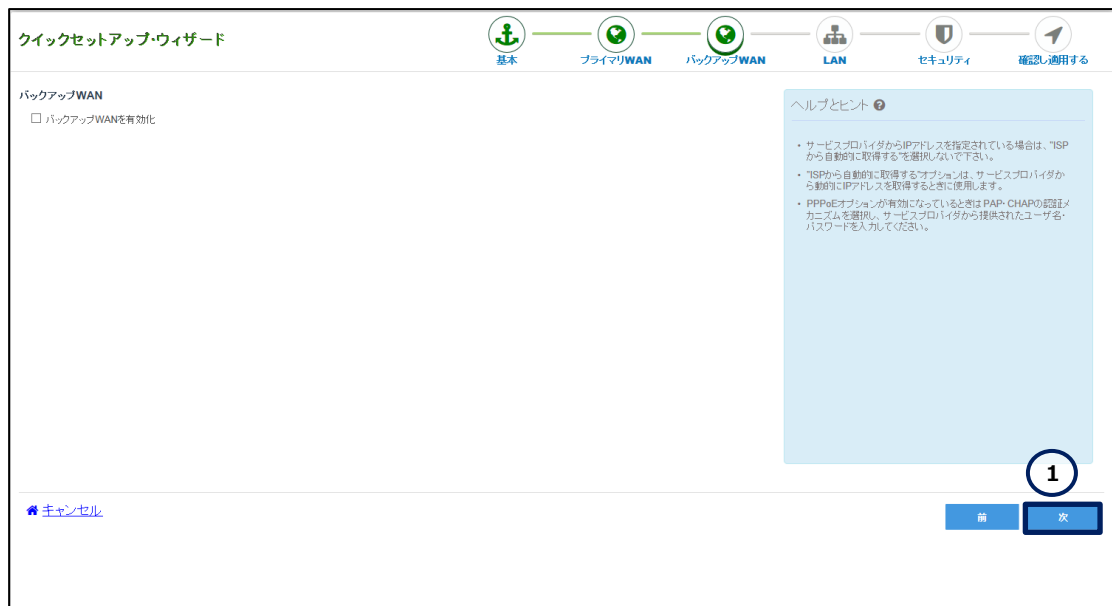 クイックセットアップ・ウィザード
基本
プライマリWAN
バックアップWAN
LAN
セキュリティ
確認し適用する
バックアップWAN
バックアップWANを有効化
ヘルプとヒント
• サービスプロバイダからIPアドレスを指定されている場合は、"ISP
から自動的に取得する"を選択しないで下さい。
• "ISPから自動的に取得する"オプションは、サービスプロバイダか
ら動的にIPアドレスを取得するときに使用します。
• PPPoEオプションが有効になっているときは PAP・CHAPの認証メ
カニズムを選択し、サービスプロバイダから提供されたユーザ名・
パスワードを入力してください。
1
キャンセル
前
次